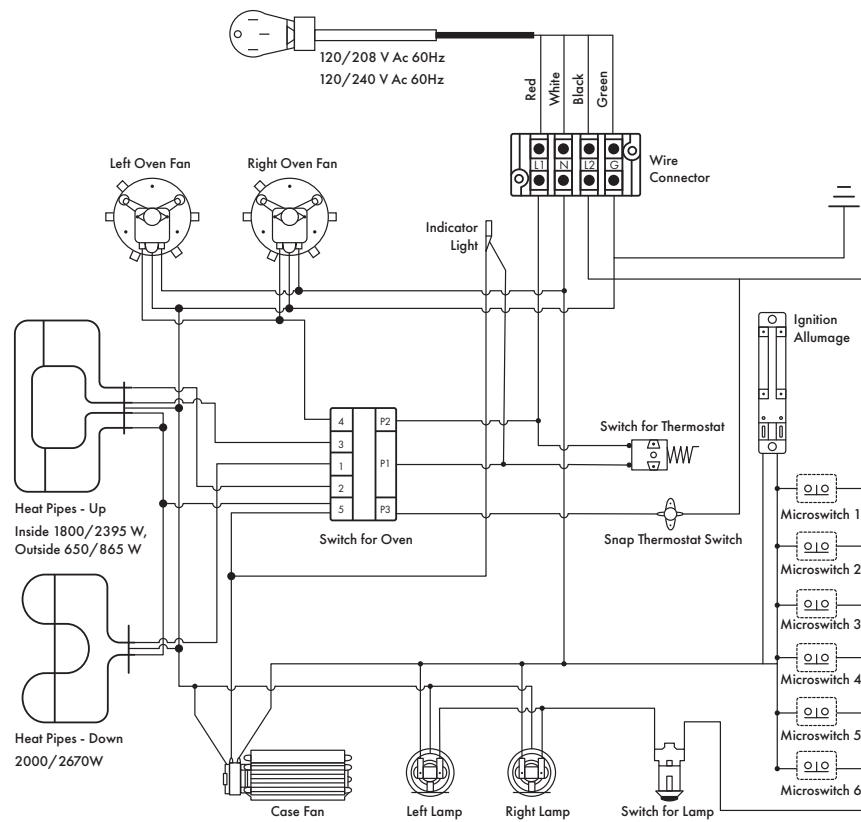 120/208 V Ac 60Hz
120/240 V Ac 60Hz
Red
White
Black
Green
L1
N
L2
G
Wire
Connector
Left Oven Fan
Right Oven Fan
Indicator
Light
Ignition
Allumage
4
3
1
2
5
P2
P1
P3
Switch for Oven
Switch for Thermostat
Snap Thermostat Switch
Heat Pipes - Up
Inside 1800/2395 W,
Outside 650/865 W
Heat Pipes - Down
2000/2670W
Microswitch 1
Microswitch 2
Microswitch 3
Microswitch 4
Microswitch 5
Microswitch 6
Case Fan
Left Lamp
Right Lamp
Switch for Lamp